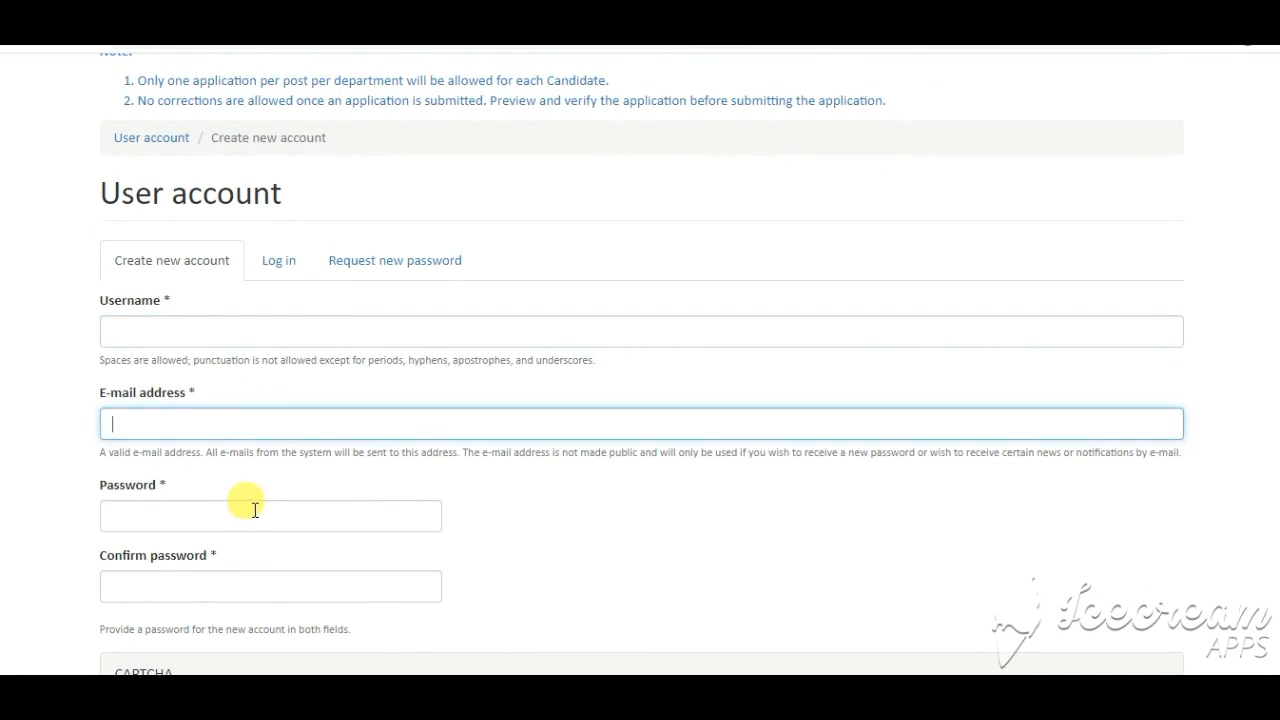 Note:
1. Only one application per post per department will be allowed for each Candidate.
2. No corrections are allowed once an application is submitted. Preview and verify the application before submitting the application.
User account / Create new account
User account
Create new account Log in Request new password
Username *
Spaces are allowed; punctuation is not allowed except for periods, hyphens, apostrophes, and underscores.
E-mail address *
A valid e-mail address. All e-mails from the system will be sent to this address. The e-mail address is not made public and will only be used if you wish to receive a new password or wish to receive certain news or notifications by e-mail.
Password *
Confirm password *
Provide a password for the new account in both fields.
CAPTCHA
Icecream
APPS